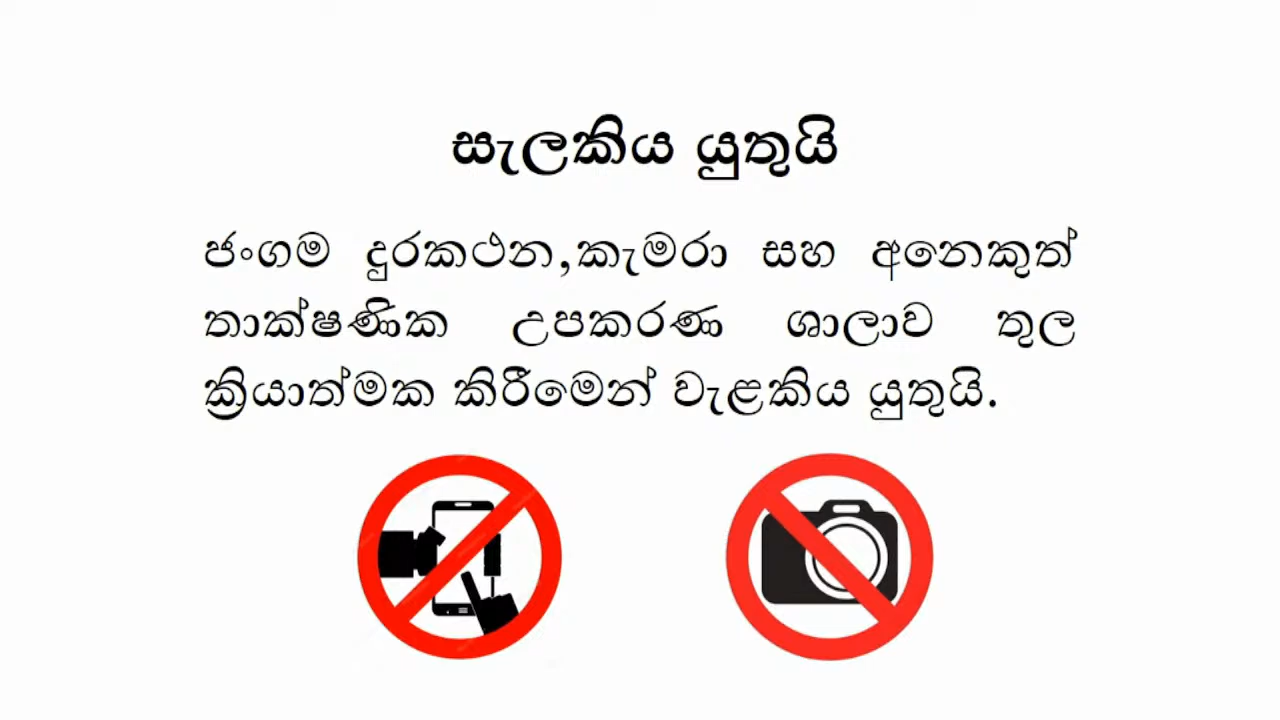 සැලකිය යුතුයි
ජංගම දුරකථන,කැමරා සහ අනෙකුත්
තාක්ෂණික උපකරණ ශාලාව තුල
ක්‍රියාත්මක කිරීමෙන් වැළකිය යුතුයි.